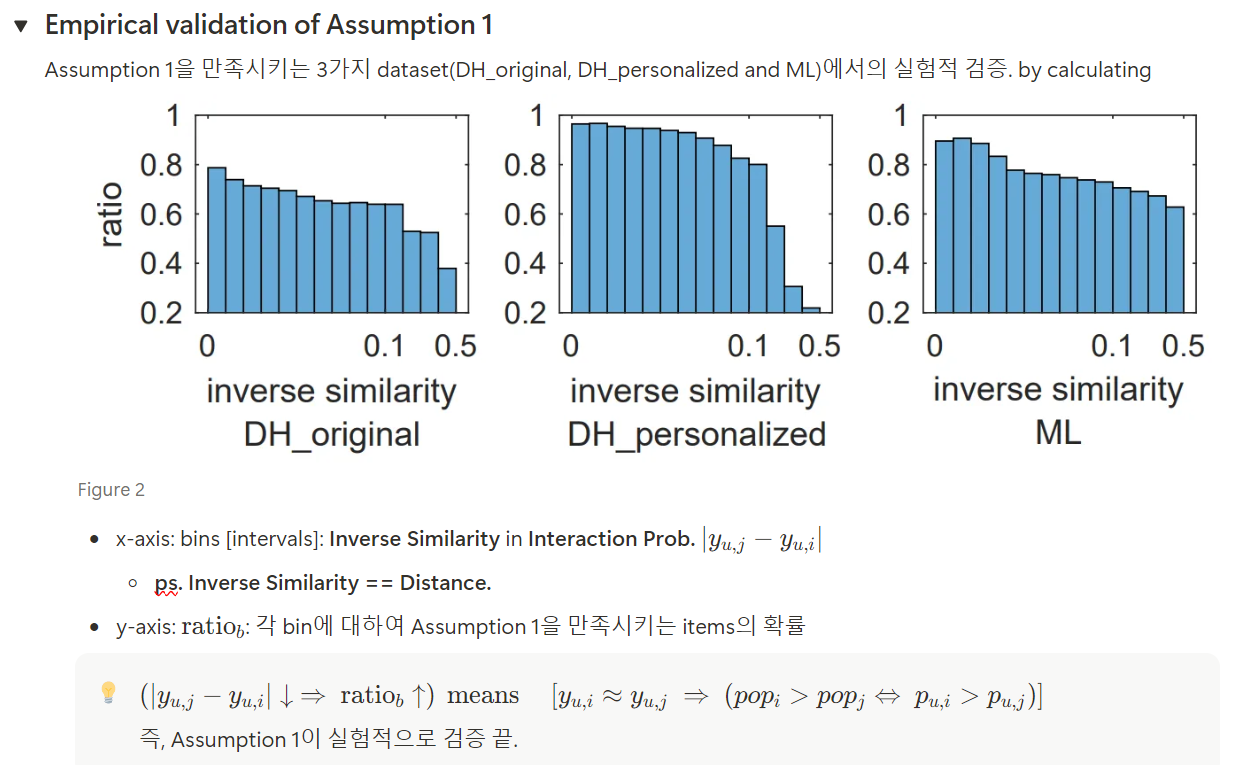 ▼ Empirical validation of Assumption 1
Assumption 1을 만족시키는 3가지 dataset(DH_original, DH_personalized and ML)에서의 실험적 검증. by calculating
ratio
1
0.8
0.6
0.4
0.2
0 0.1 0.5
inverse similarity
DH_original
1
0.8
0.6
0.4
0.2
0 0.1 0.5
inverse similarity
DH_personalized
1
0.8
0.6
0.4
0.2
0 0.1 0.5
inverse similarity
ML
Figure 2
• x-axis: bins [intervals]: Inverse Similarity in Interaction Prob. |y_{u,j} − y_{u,i}|
◦ ps. Inverse Similarity == Distance.
• y-axis: ratio_b: 각 bin에 대하여 Assumption 1을 만족시키는 items의 확률
💡 (|y_{u,j} − y_{u,i}| ↓ ⇒ ratio_b ↑) means [y_{u,i} ≈ y_{u,j} ⇒ (pop_i > pop_j ⇔ p_{u,i} > p_{u,j})]
즉, Assumption 1이 실험적으로 검증 끝.